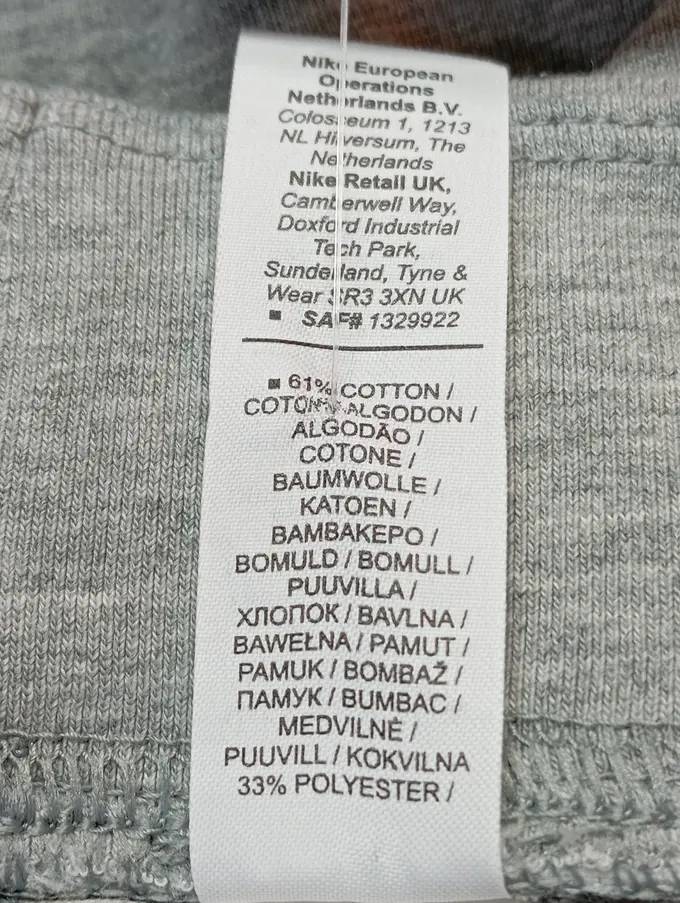 Nike European
Operations
Netherlands B.V.
Colosseum 1, 1213
NL Hilversum, The
Netherlands
Nike Retail UK,
Camberwell Way,
Doxford Industrial
Tech Park,
Sunderland, Tyne &
Wear SR3 3XN UK
▪ SAF# 1329922
▪ 61% COTTON /
COTON / ALGODON /
ALGODÃO /
COTONE /
BAUMWOLLE /
KATOEN /
BAMBAKEPO /
BOMULD / BOMULL /
PUUVILLA /
ХЛОПОК / BAVLNA /
BAWEŁNA / PAMUT /
PAMUK / BOMBAŽ /
ПАМУК / BUMBAC /
MEDVILNĖ /
PUUVILL / KOKVILNA
33% POLYESTER /